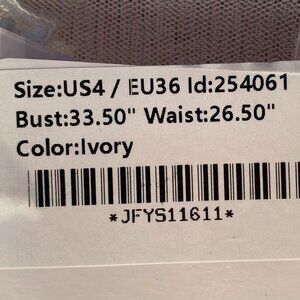 Size:US4 / EU36 Id:254061
Bust:33.50" Waist:26.50"
Color:Ivory
*JFYS11611*